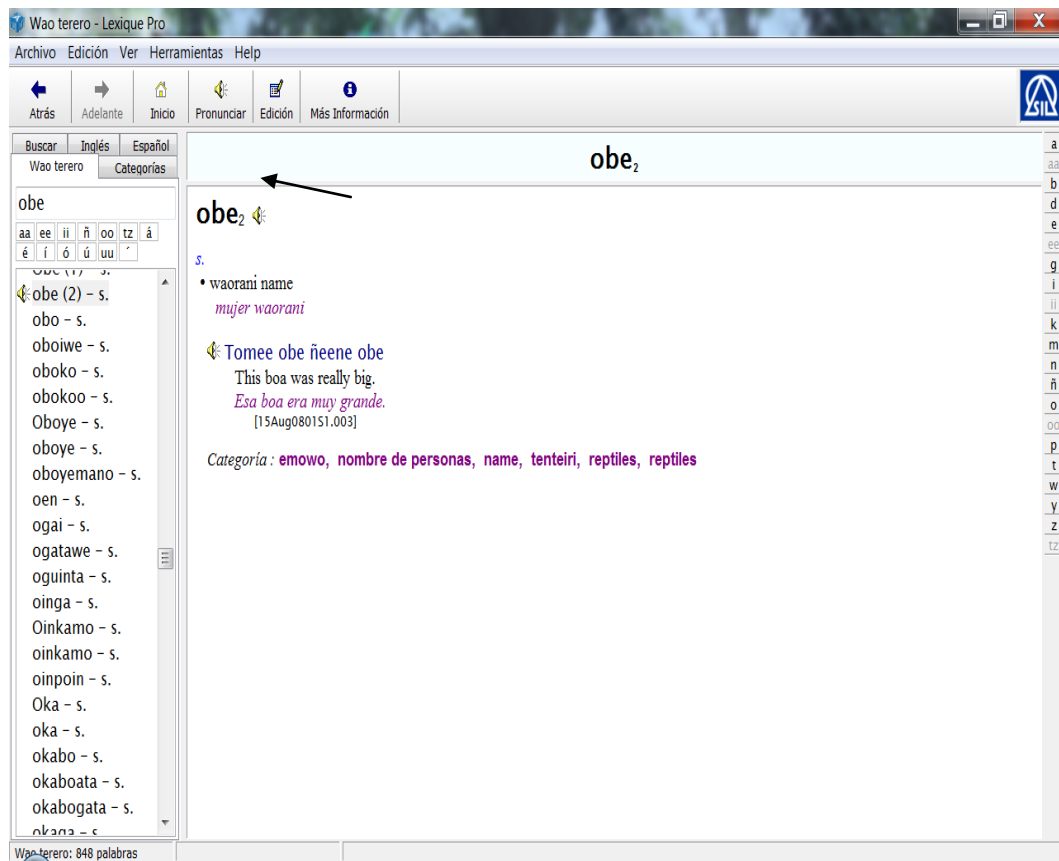 Wao terero - Lexique Pro
Archivo Edición Ver Herramientas Help
Atrás Adelante Inicio Pronunciar Edición Más Información
SIL
Buscar Inglés Español
Wao terero Categorías
obe
aa ee ii ñ oo tz á
é í ó ú uu ´
obe (2) – s.
obo – s.
oboiwe – s.
oboko – s.
obokoo – s.
Oboye – s.
oboye – s.
oboyemano – s.
oen – s.
ogai – s.
ogatawe – s.
oguinta – s.
oinga – s.
Oinkamo – s.
oinkamo – s.
oinpoin – s.
Oka – s.
oka – s.
okabo – s.
okaboata – s.
okabogata – s.
okaga – s
obe₂
obe₂
s.
• waorani name
mujer waorani
Tomee obe ñeene obe
This boa was really big.
Esa boa era muy grande.
[15Aug0801S1.003]
Categoría : emowo, nombre de personas, name, tenteiri, reptiles, reptiles
a
aa
b
d
e
ee
g
i
ii
k
m
n
ñ
o
oo
p
t
w
y
z
tz
Wao terero: 848 palabras